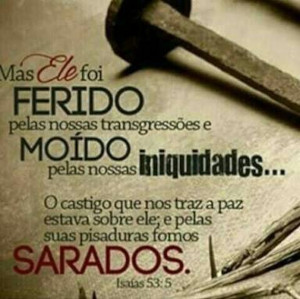 Mas Ele foi
FERIDO
pelas nossas transgressões e
MOÍDO
pelas nossas iniquidades...
O castigo que nos traz a paz
estava sobre ele; e pelas
suas pisaduras fomos
SARADOS.
Isaías 53: 5